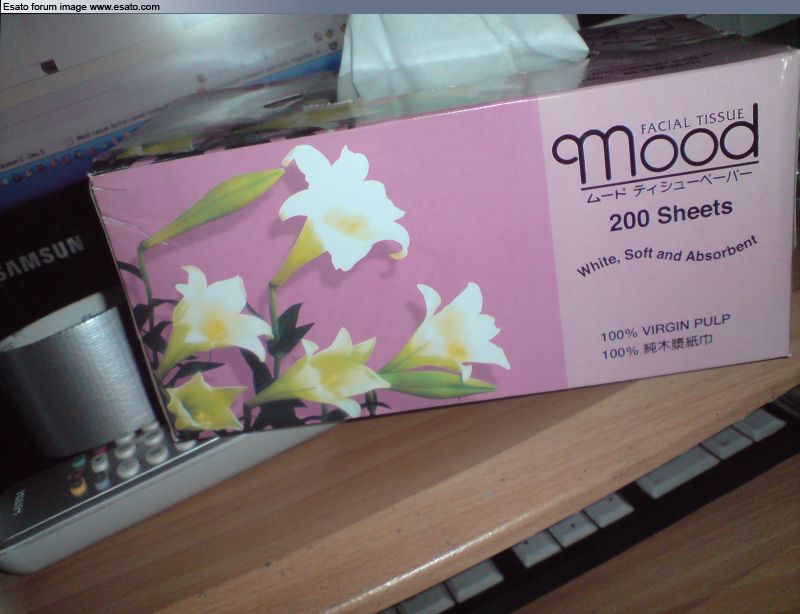 Esato forum image www.esato.com
SAMSUNG
FACIAL TISSUE
mood
ムード ティシューペーパー
200 Sheets
White, Soft and Absorbent
100% VIRGIN PULP
100% 純木漿紙巾